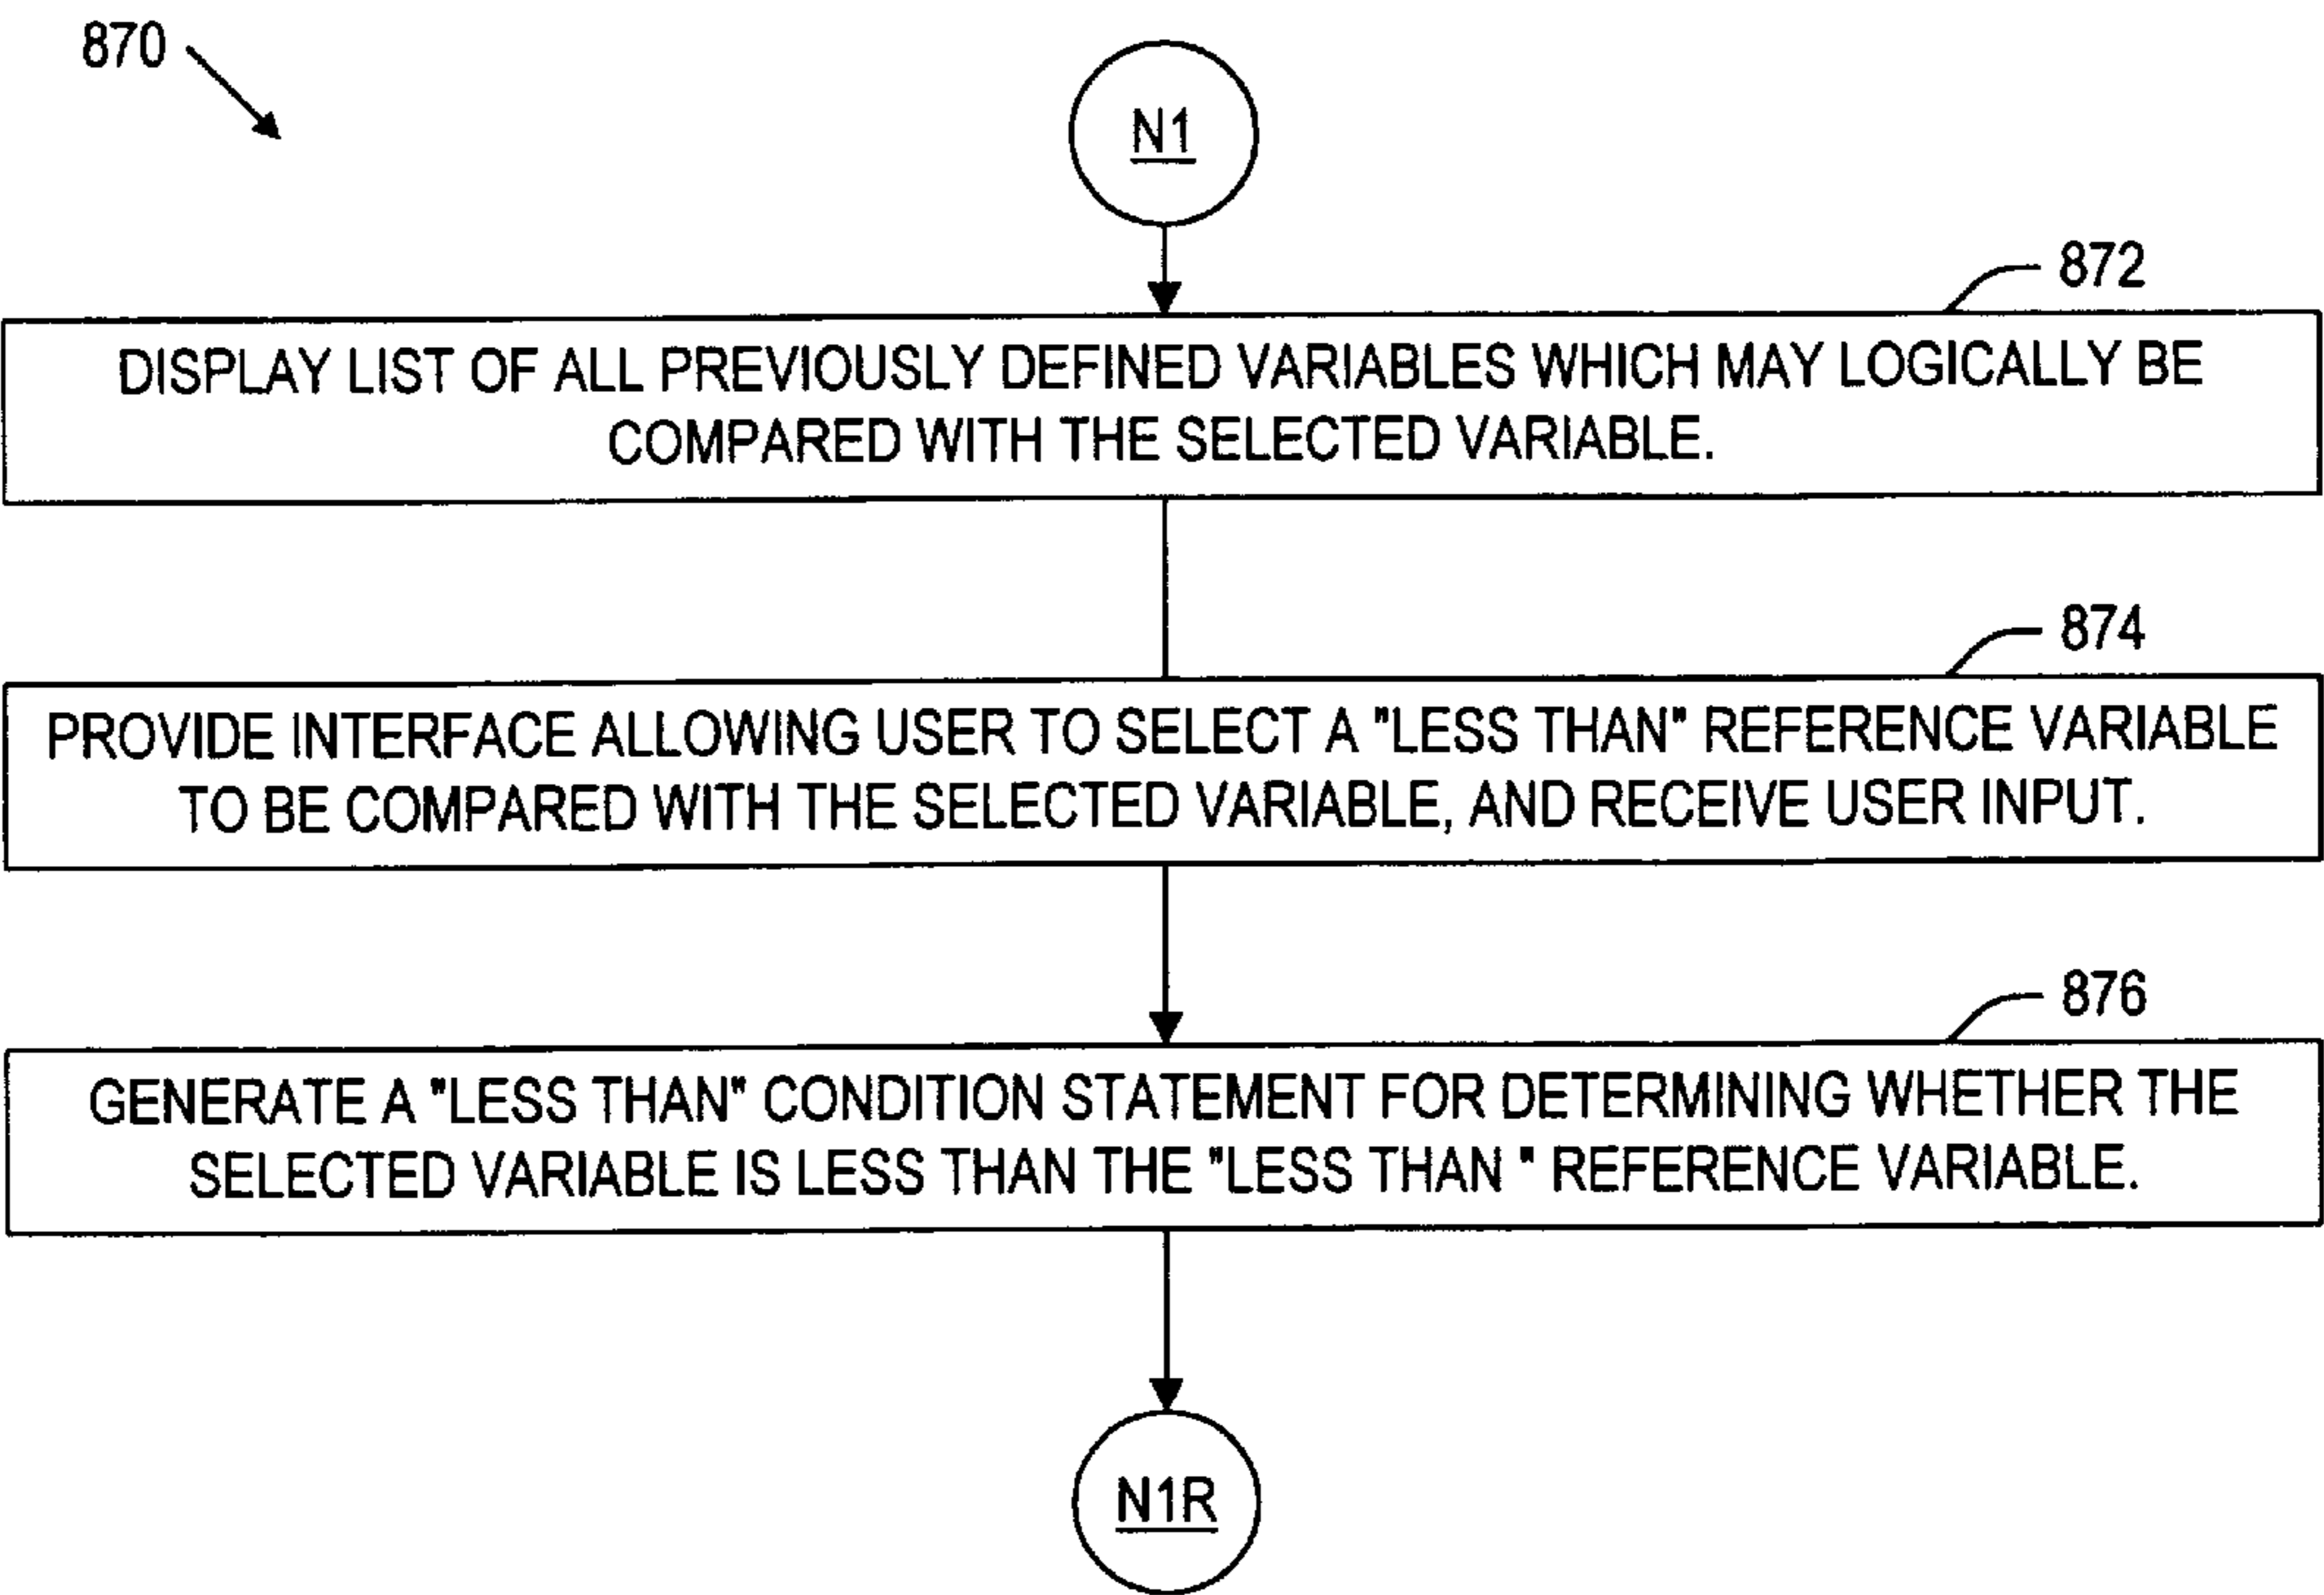 870
N1
872
DISPLAY LIST OF ALL PREVIOUSLY DEFINED VARIABLES WHICH MAY LOGICALLY BE
COMPARED WITH THE SELECTED VARIABLE.
874
PROVIDE INTERFACE ALLOWING USER TO SELECT A "LESS THAN" REFERENCE VARIABLE
TO BE COMPARED WITH THE SELECTED VARIABLE, AND RECEIVE USER INPUT.
876
GENERATE A "LESS THAN" CONDITION STATEMENT FOR DETERMINING WHETHER THE
SELECTED VARIABLE IS LESS THAN THE "LESS THAN " REFERENCE VARIABLE.
N1R